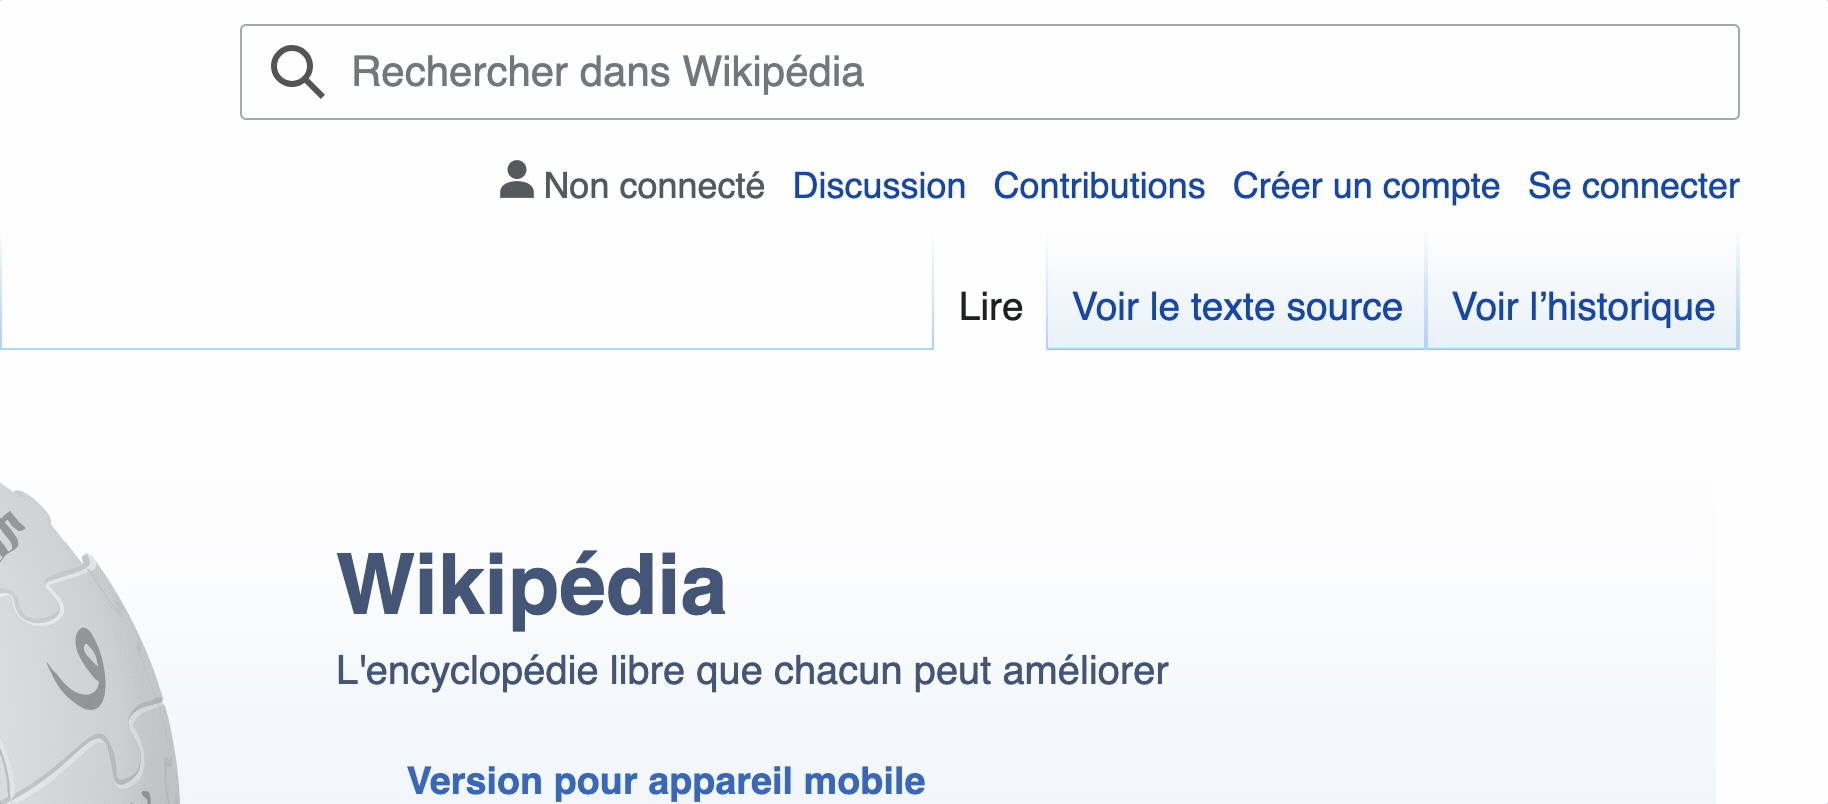 Rechercher dans Wikipédia
Non connecté Discussion Contributions Créer un compte Se connecter
Lire Voir le texte source Voir l’historique
Wikipédia
L'encyclopédie libre que chacun peut améliorer
Version pour appareil mobile